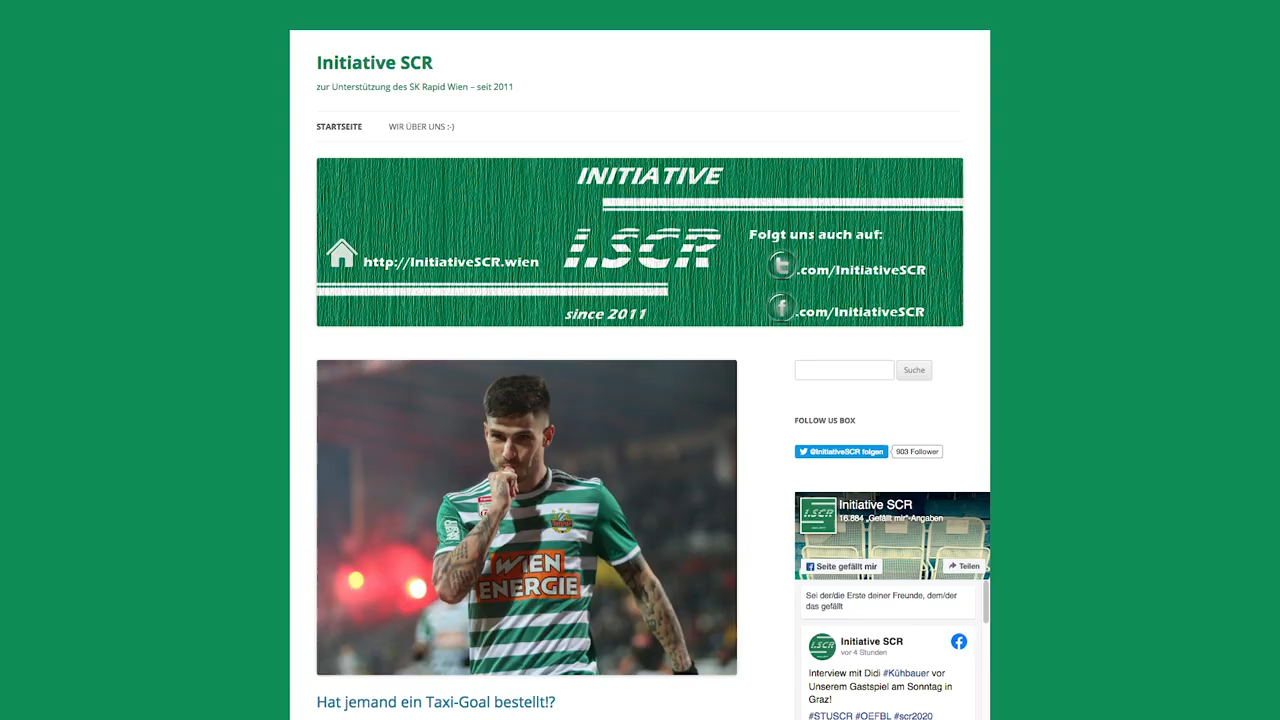 Initiative SCR
zur Unterstützung des SK Rapid Wien – seit 2011
STARTSEITE
WIR ÜBER UNS :-)
INITIATIVE
I.SCR
http://InitiativeSCR.wien
since 2011
Folgt uns auch auf:
.com/InitiativeSCR
.com/InitiativeSCR
WIEN
ENERGIE
Hat jemand ein Taxi-Goal bestellt!?
Suche
FOLLOW US BOX
@InitiativeSCR folgen
903 Follower
I.SCR
Initiative SCR
16.884 „Gefällt mir“-Angaben
Seite gefällt mir
Teilen
Sei der/die Erste deiner Freunde, dem/der
das gefällt
Initiative SCR
vor 4 Stunden
Interview mit Didi #Kühbauer vor
Unserem Gastspiel am Sonntag in
Graz!
#STUSCR #OEFBL #scr2020